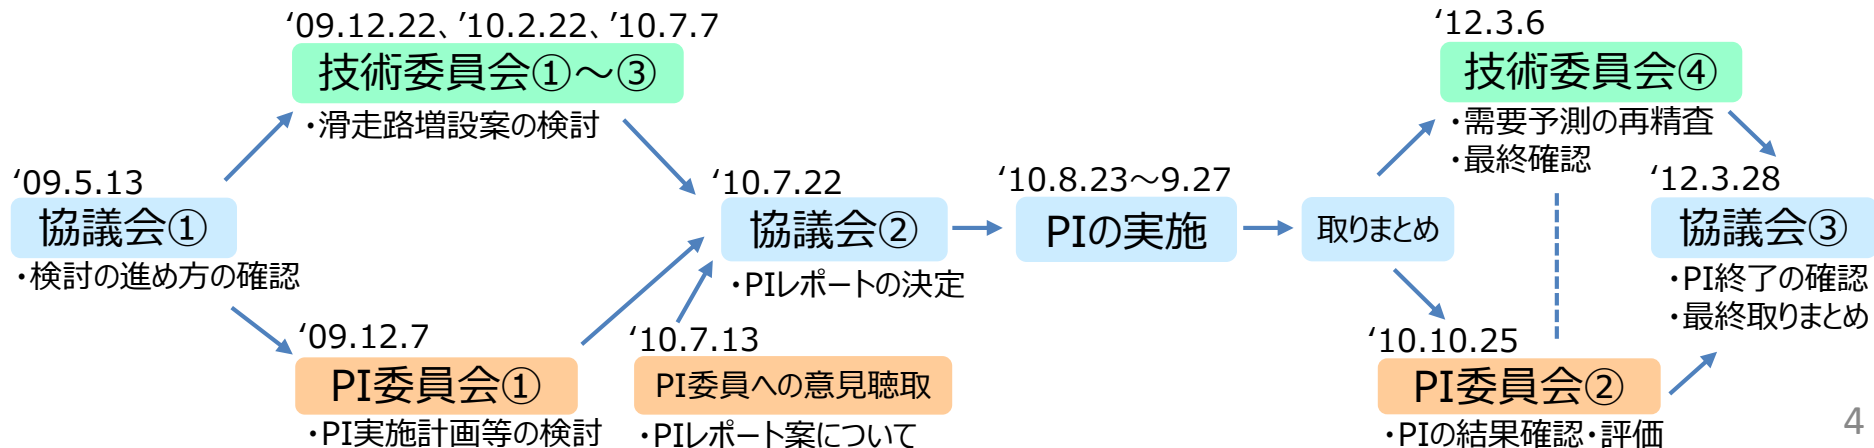 ‘09.5.13
協議会①
・検討の進め方の確認
‘09.12.22、’10.2.22、’10.7.7
技術委員会①～③
・滑走路増設案の検討
‘09.12.7
PI委員会①
・PI実施計画等の検討
‘10.7.13
PI委員への意見聴取
・PIレポート案について
‘10.7.22
協議会②
・PIレポートの決定
‘10.8.23～9.27
PIの実施
取りまとめ
‘12.3.6
技術委員会④
・需要予測の再精査
・最終確認
‘10.10.25
PI委員会②
・PIの結果確認・評価
‘12.3.28
協議会③
・PI終了の確認
・最終取りまとめ
4